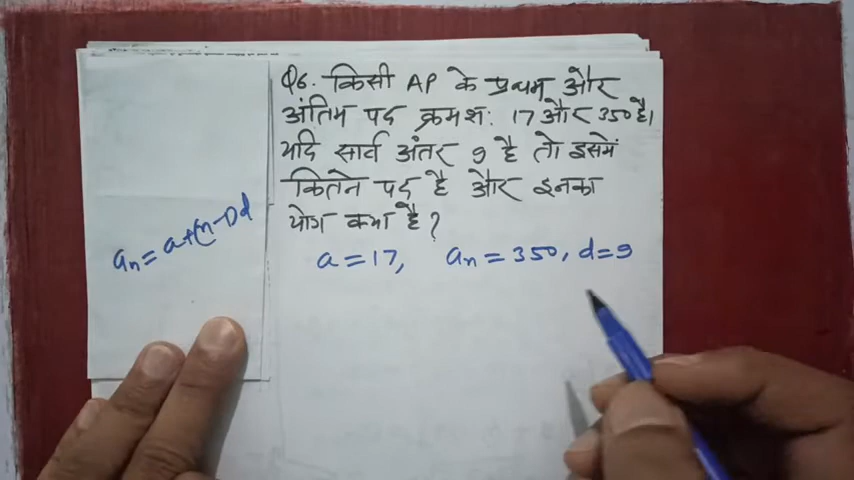 Q6. किसी AP के प्रथम और
अंतिम पद क्रमश: 17 और 350 है।
यदि सार्व अंतर 9 है तो इसमें
कितने पद है और इनका
योग क्या है?
a = 17, aₙ = 350, d = 9
aₙ = a+(n-1)d